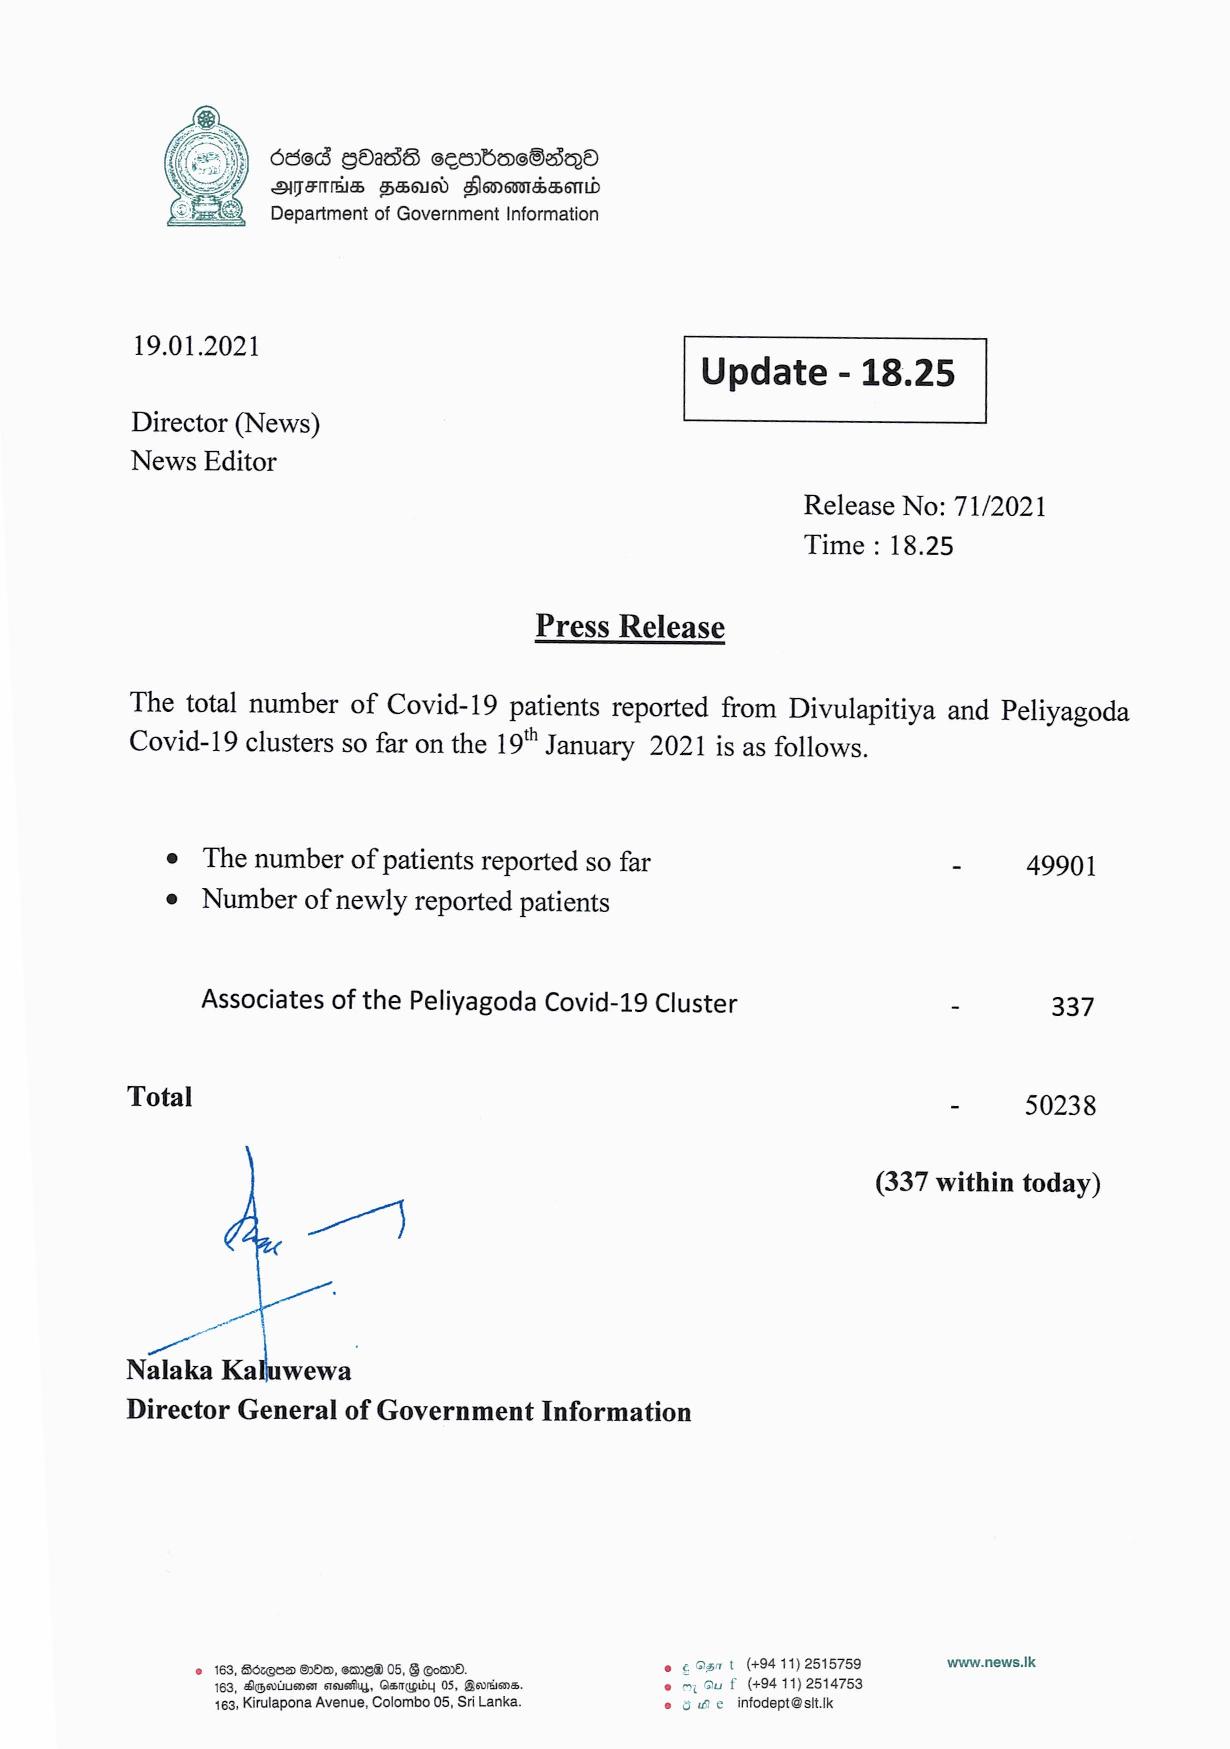 රජයේ ප්‍රවෘත්ති දෙපාර්තමේන්තුව
அரசாங்க தகவல் திணைக்களம்
Department of Government Information
19.01.2021
Update - 18.25
Director (News)
News Editor
Release No: 71/2021
Time : 18.25
Press Release
The total number of Covid-19 patients reported from Divulapitiya and Peliyagoda
Covid-19 clusters so far on the 19th January 2021 is as follows.
• The number of patients reported so far - 49901
• Number of newly reported patients
Associates of the Peliyagoda Covid-19 Cluster - 337
Total - 50238
(337 within today)
Nalaka Kaluwewa
Director General of Government Information
163, කිරුලපන මාවත, කොළඹ 05, ශ්‍රී ලංකාව.
163, கிருலப்பனை எவனியூ, கொழும்பு 05, இலங்கை.
163, Kirulapona Avenue, Colombo 05, Sri Lanka.
දු தொ t (+94 11) 2515759
ෆැ பெ f (+94 11) 2514753
ඊ மி e infodept@slt.lk
www.news.lk